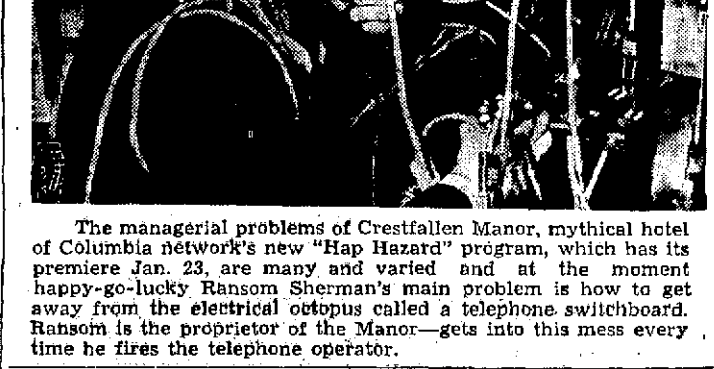 The managerial problems of Crestfallen Manor, mythical hotel
of Columbia network's new "Hap Hazard" program, which has its
premiere Jan. 23, are many and varied and at the moment
happy-go-lucky Ransom Sherman's main problem is how to get
away from the electrical octopus called a telephone switchboard.
Ransom is the proprietor of the Manor—gets into this mess every
time he fires the telephone operator.